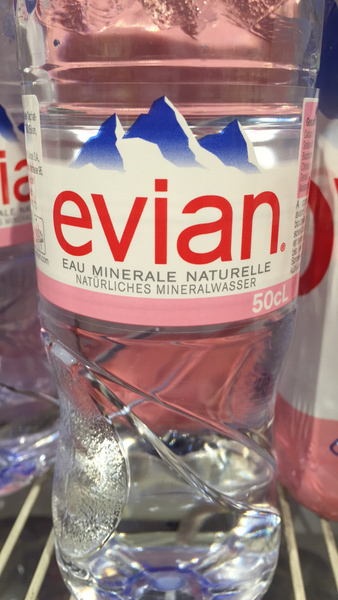 evian.
EAU MINERALE NATURELLE
NATÜRLICHES MINERALWASSER
50cL